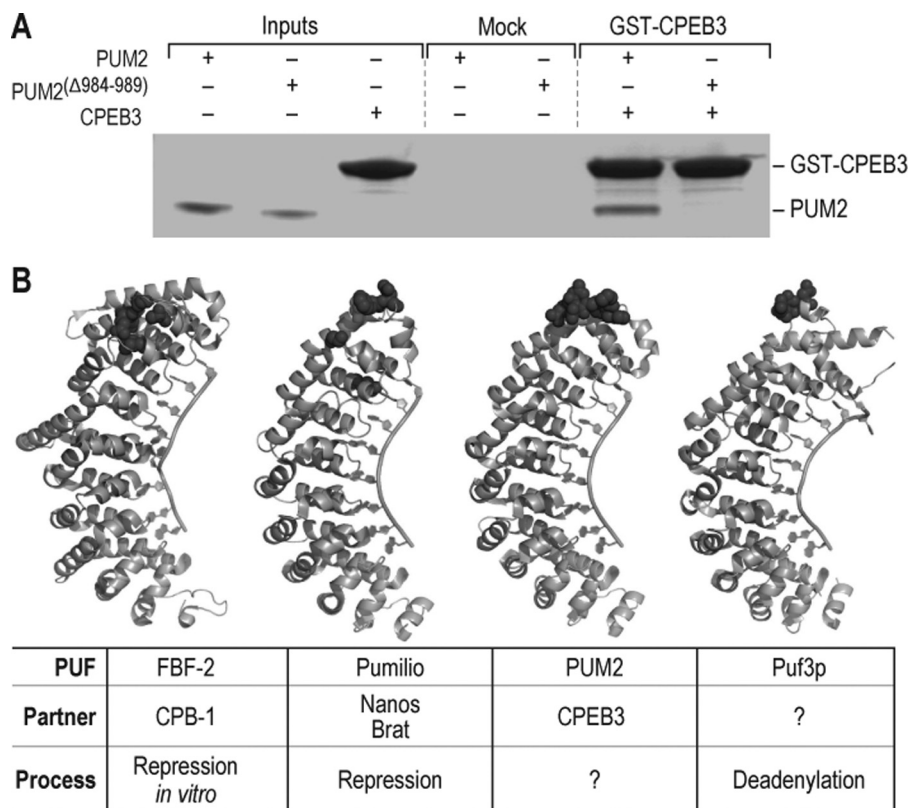 A
Inputs Mock GST-CPEB3
PUM2 + – – + – + –
PUM2(Δ984-989) – + – – + – +
CPEB3 – – + – – + +
– GST-CPEB3
– PUM2
B
PUF FBF-2 Pumilio PUM2 Puf3p
Partner CPB-1 Nanos Brat CPEB3 ?
Process Repression in vitro Repression ? Deadenylation